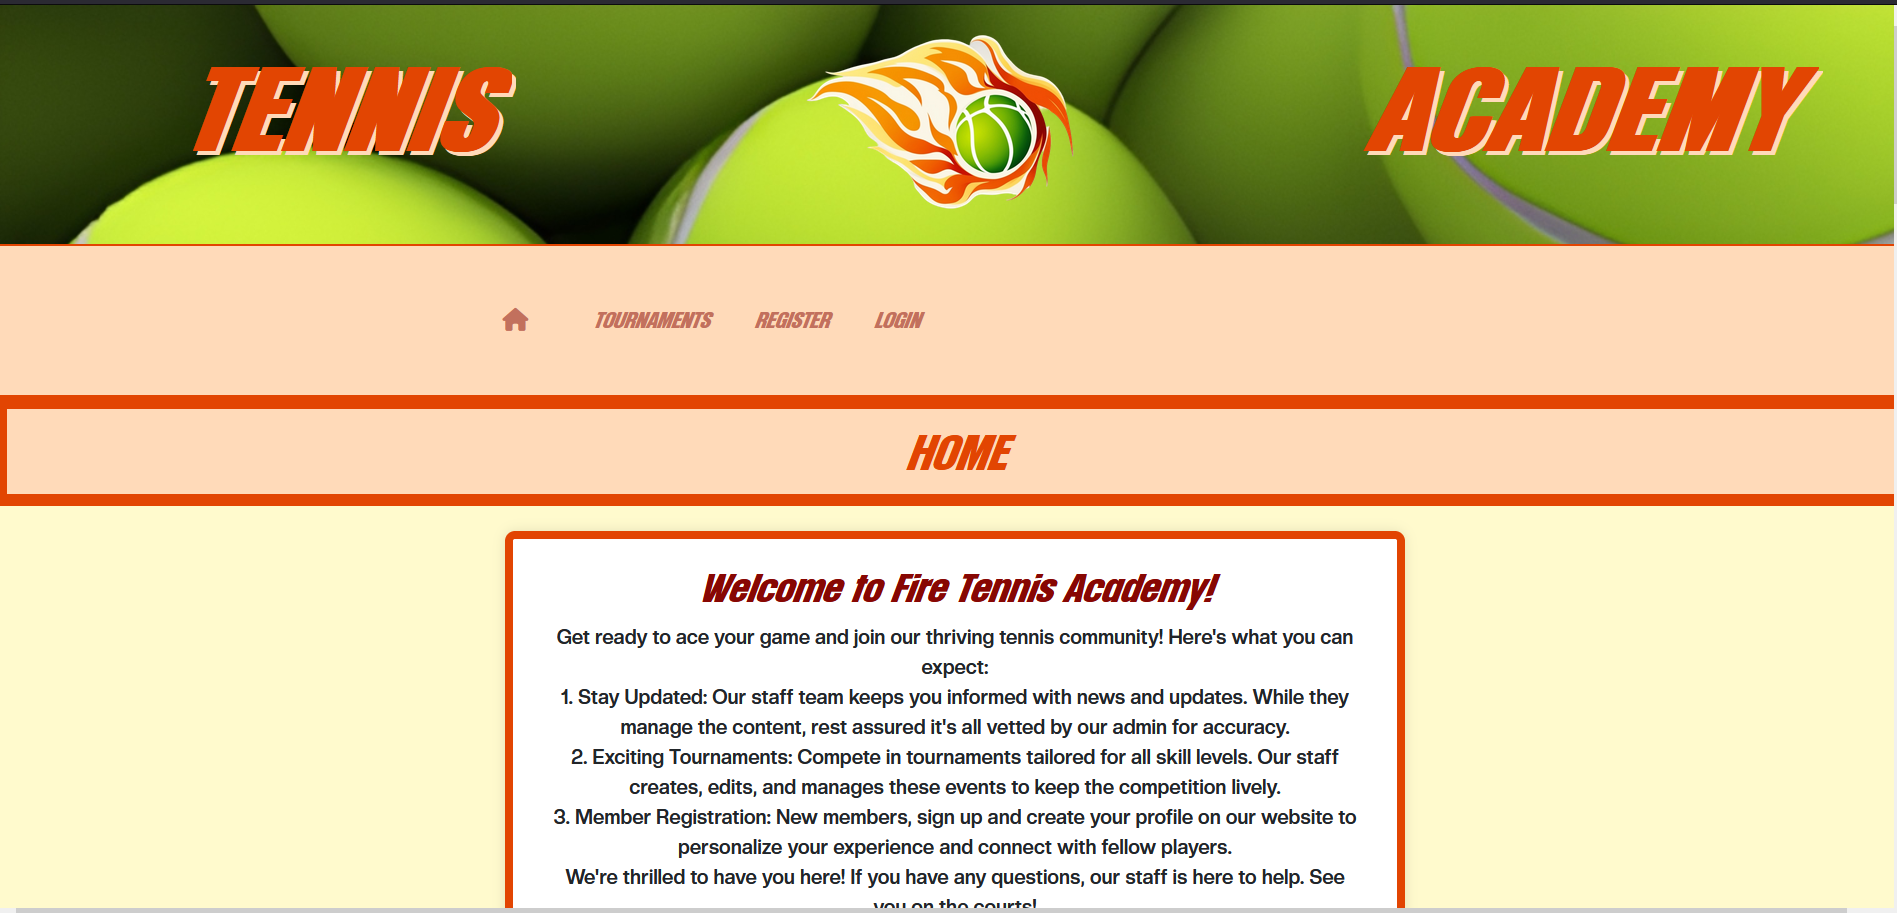 TENNIS ACADEMY
TOURNAMENTS REGISTER LOGIN
HOME
Welcome to Fire Tennis Academy!
Get ready to ace your game and join our thriving tennis community! Here's what you can
expect:
1. Stay Updated: Our staff team keeps you informed with news and updates. While they
manage the content, rest assured it's all vetted by our admin for accuracy.
2. Exciting Tournaments: Compete in tournaments tailored for all skill levels. Our staff
creates, edits, and manages these events to keep the competition lively.
3. Member Registration: New members, sign up and create your profile on our website to
personalize your experience and connect with fellow players.
We're thrilled to have you here! If you have any questions, our staff is here to help. See
you on the courts!